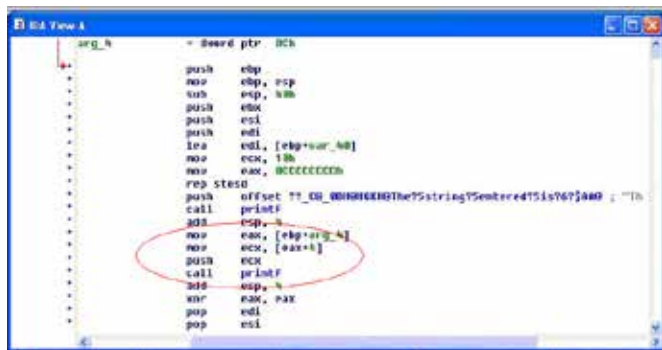 IDA View-A
arg_4 = dword ptr 0Ch
push ebp
mov ebp, esp
sub esp, 40h
push ebx
push esi
push edi
lea edi, [ebp+var_40]
mov ecx, 10h
mov eax, 0CCCCCCCCh
rep stosd
push offset ; "Th
call printf
add esp, 4
mov eax, [ebp+arg_4]
mov ecx, [eax+4]
push ecx
call printf
add esp, 4
xor eax, eax
pop edi
pop esi